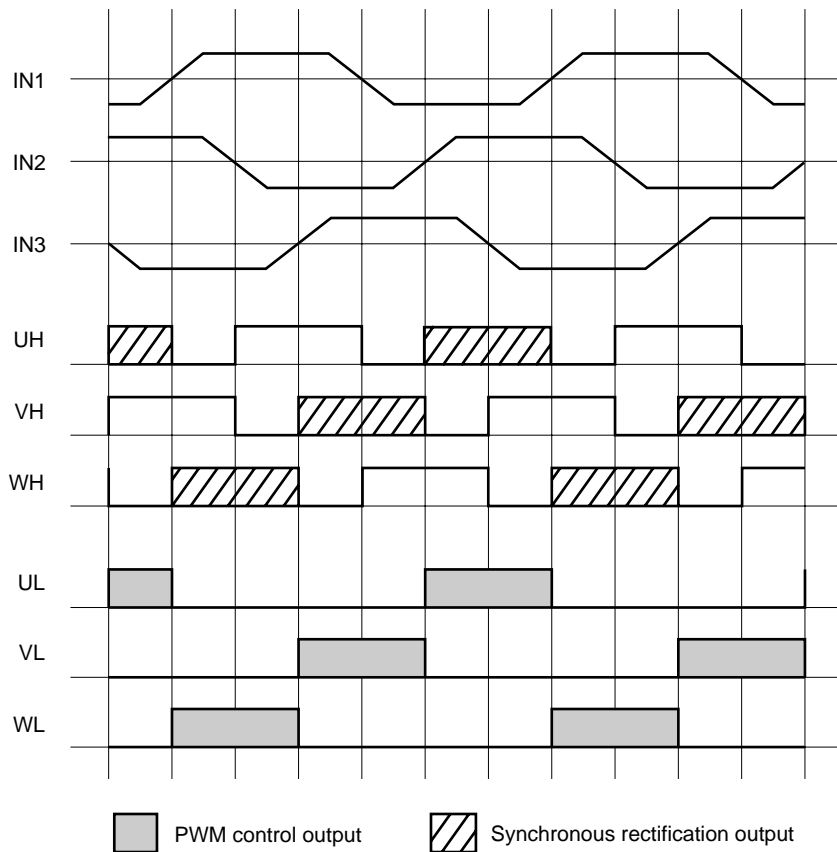 IN1
IN2
IN3
UH
VH
WH
UL
VL
WL
PWM control output
Synchronous rectification output